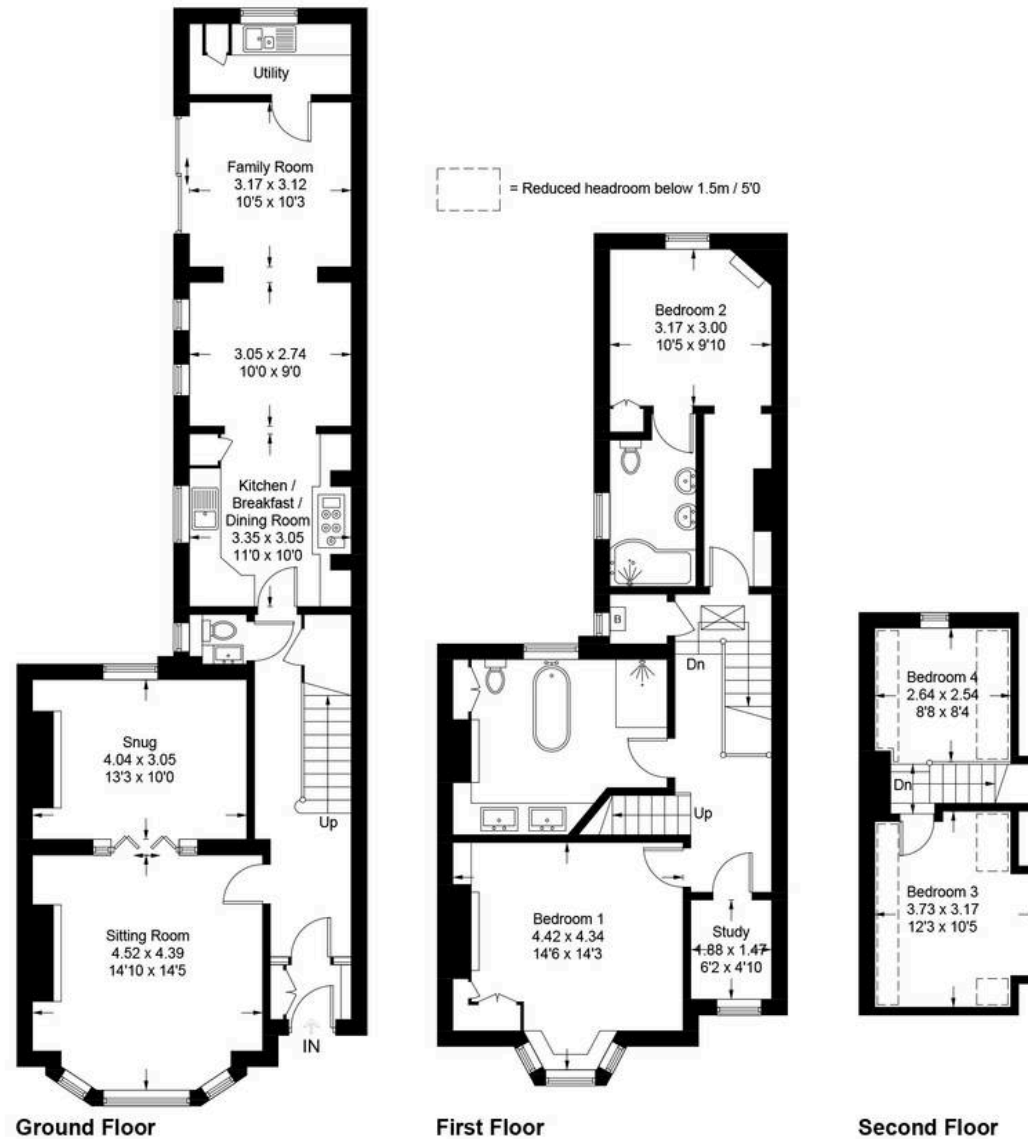 Utility
Family Room
3.17 x 3.12
10'5 x 10'3
= Reduced headroom below 1.5m / 5'0
3.05 x 2.74
10'0 x 9'0
Kitchen /
Breakfast /
Dining Room
3.35 x 3.05
11'0 x 10'0
Snug
4.04 x 3.05
13'3 x 10'0
Up
Sitting Room
4.52 x 4.39
14'10 x 14'5
IN
Ground Floor
Bedroom 2
3.17 x 3.00
10'5 x 9'10
B
Dn
Up
Bedroom 1
4.42 x 4.34
14'6 x 14'3
Study
1.88 x 1.47
6'2 x 4'10
First Floor
Bedroom 4
2.64 x 2.54
8'8 x 8'4
Dn
Bedroom 3
3.73 x 3.17
12'3 x 10'5
Second Floor